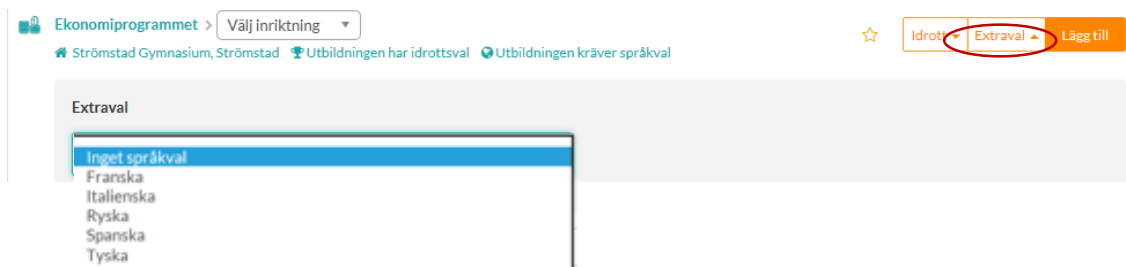 Ekonomiprogrammet > Välj inriktning
Idrott Extraval Lägg till
Strömstad Gymnasium, Strömstad Utbildningen har idrottsval Utbildningen kräver språkval
Extraval
Inget språkval
Franska
Italienska
Ryska
Spanska
Tyska